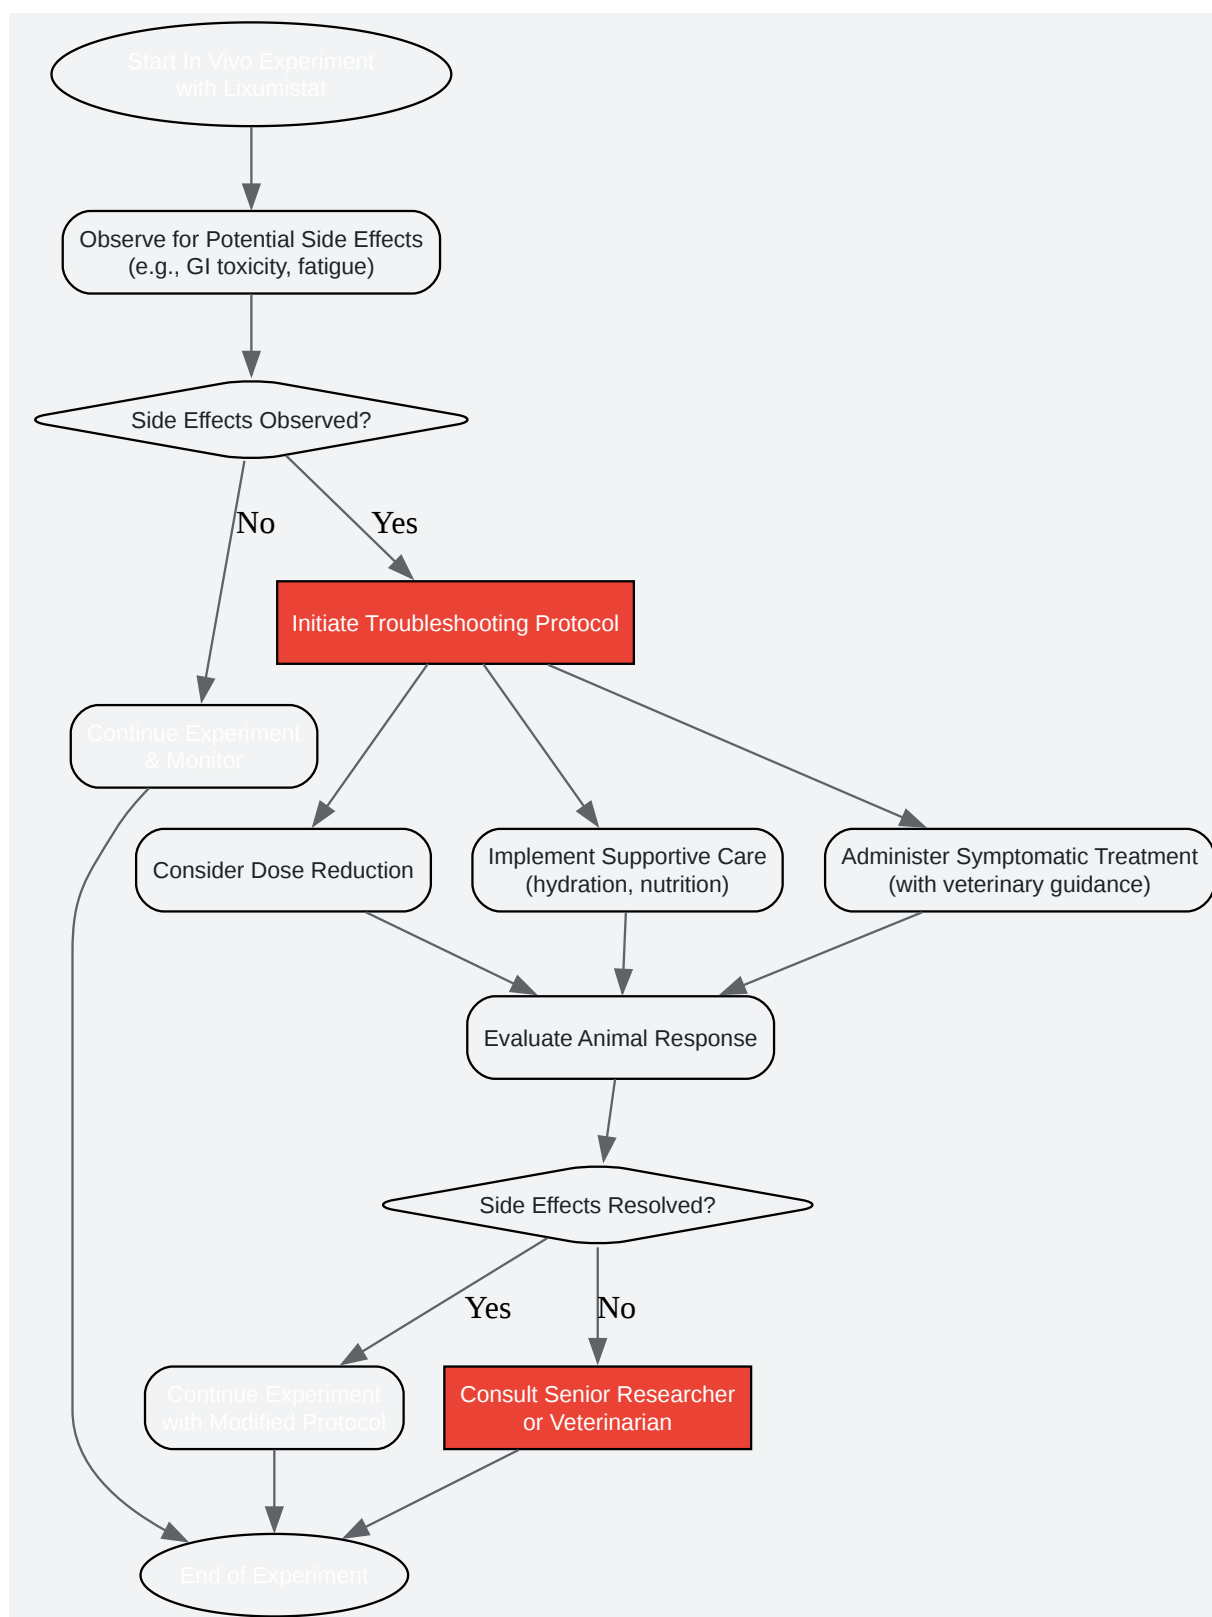 Start In Vivo Experiment
with Lixumistat
Observe for Potential Side Effects
(e.g., GI toxicity, fatigue)
Side Effects Observed?
No
Yes
Initiate Troubleshooting Protocol
Continue Experiment
& Monitor
Consider Dose Reduction
Implement Supportive Care
(hydration, nutrition)
Administer Symptomatic Treatment
(with veterinary guidance)
Evaluate Animal Response
Side Effects Resolved?
Yes
No
Continue Experiment
with Modified Protocol
Consult Senior Researcher
or Veterinarian
End of Experiment